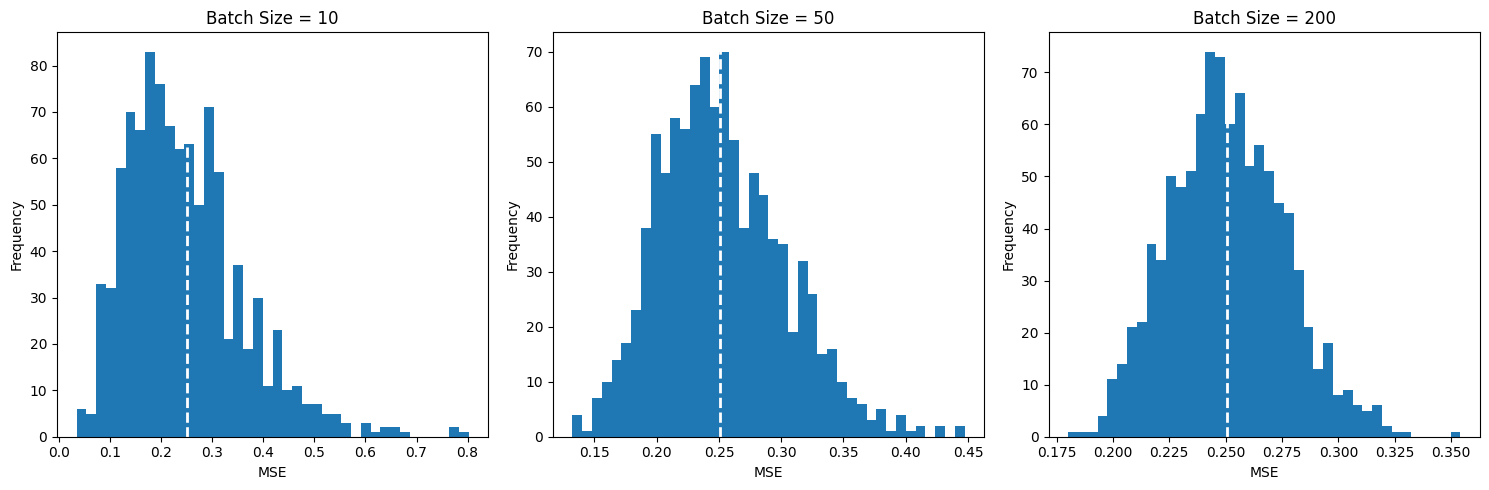 Batch Size = 10
80
70
60
50
40
30
20
10
0
Frequency
0.0 0.1 0.2 0.3 0.4 0.5 0.6 0.7 0.8
MSE
Batch Size = 50
70
60
50
40
30
20
10
0
Frequency
0.15 0.20 0.25 0.30 0.35 0.40 0.45
MSE
Batch Size = 200
70
60
50
40
30
20
10
0
Frequency
0.175 0.200 0.225 0.250 0.275 0.300 0.325 0.350
MSE